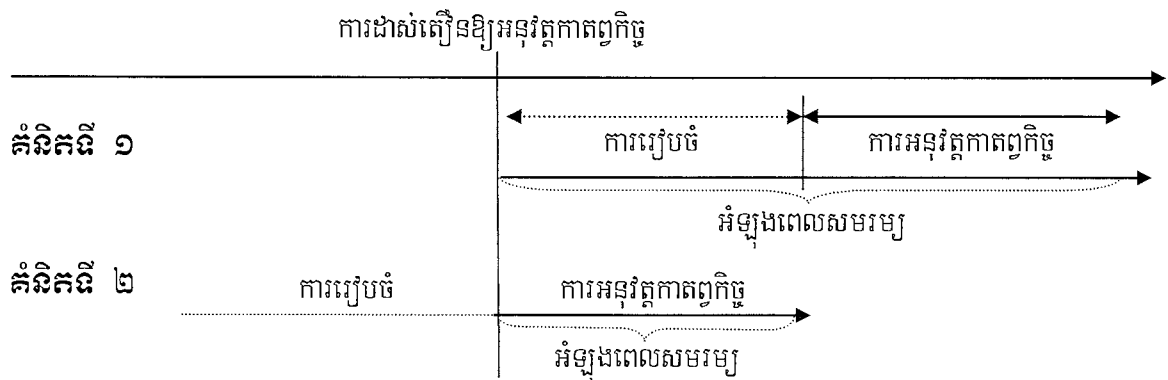 ការដាស់តឿនឱ្យអនុវត្តកាតព្វកិច្ច
គំនិតទី ១
ការរៀបចំ
ការអនុវត្តកាតព្វកិច្ច
អំឡុងពេលសមរម្យ
គំនិតទី ២
ការរៀបចំ
ការអនុវត្តកាតព្វកិច្ច
អំឡុងពេលសមរម្យ